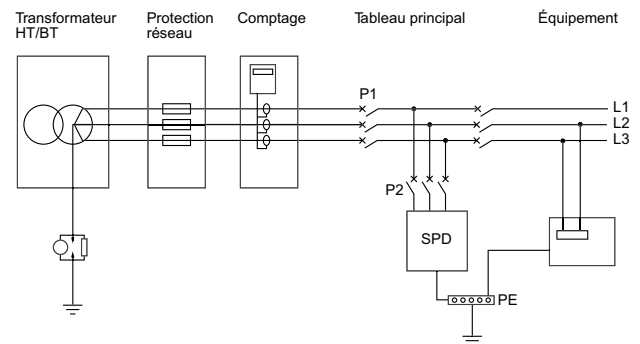 Transformateur
HT/BT
Protection
réseau
Comptage
Tableau principal
Équipement
P1
L1
L2
L3
P2
SPD
PE